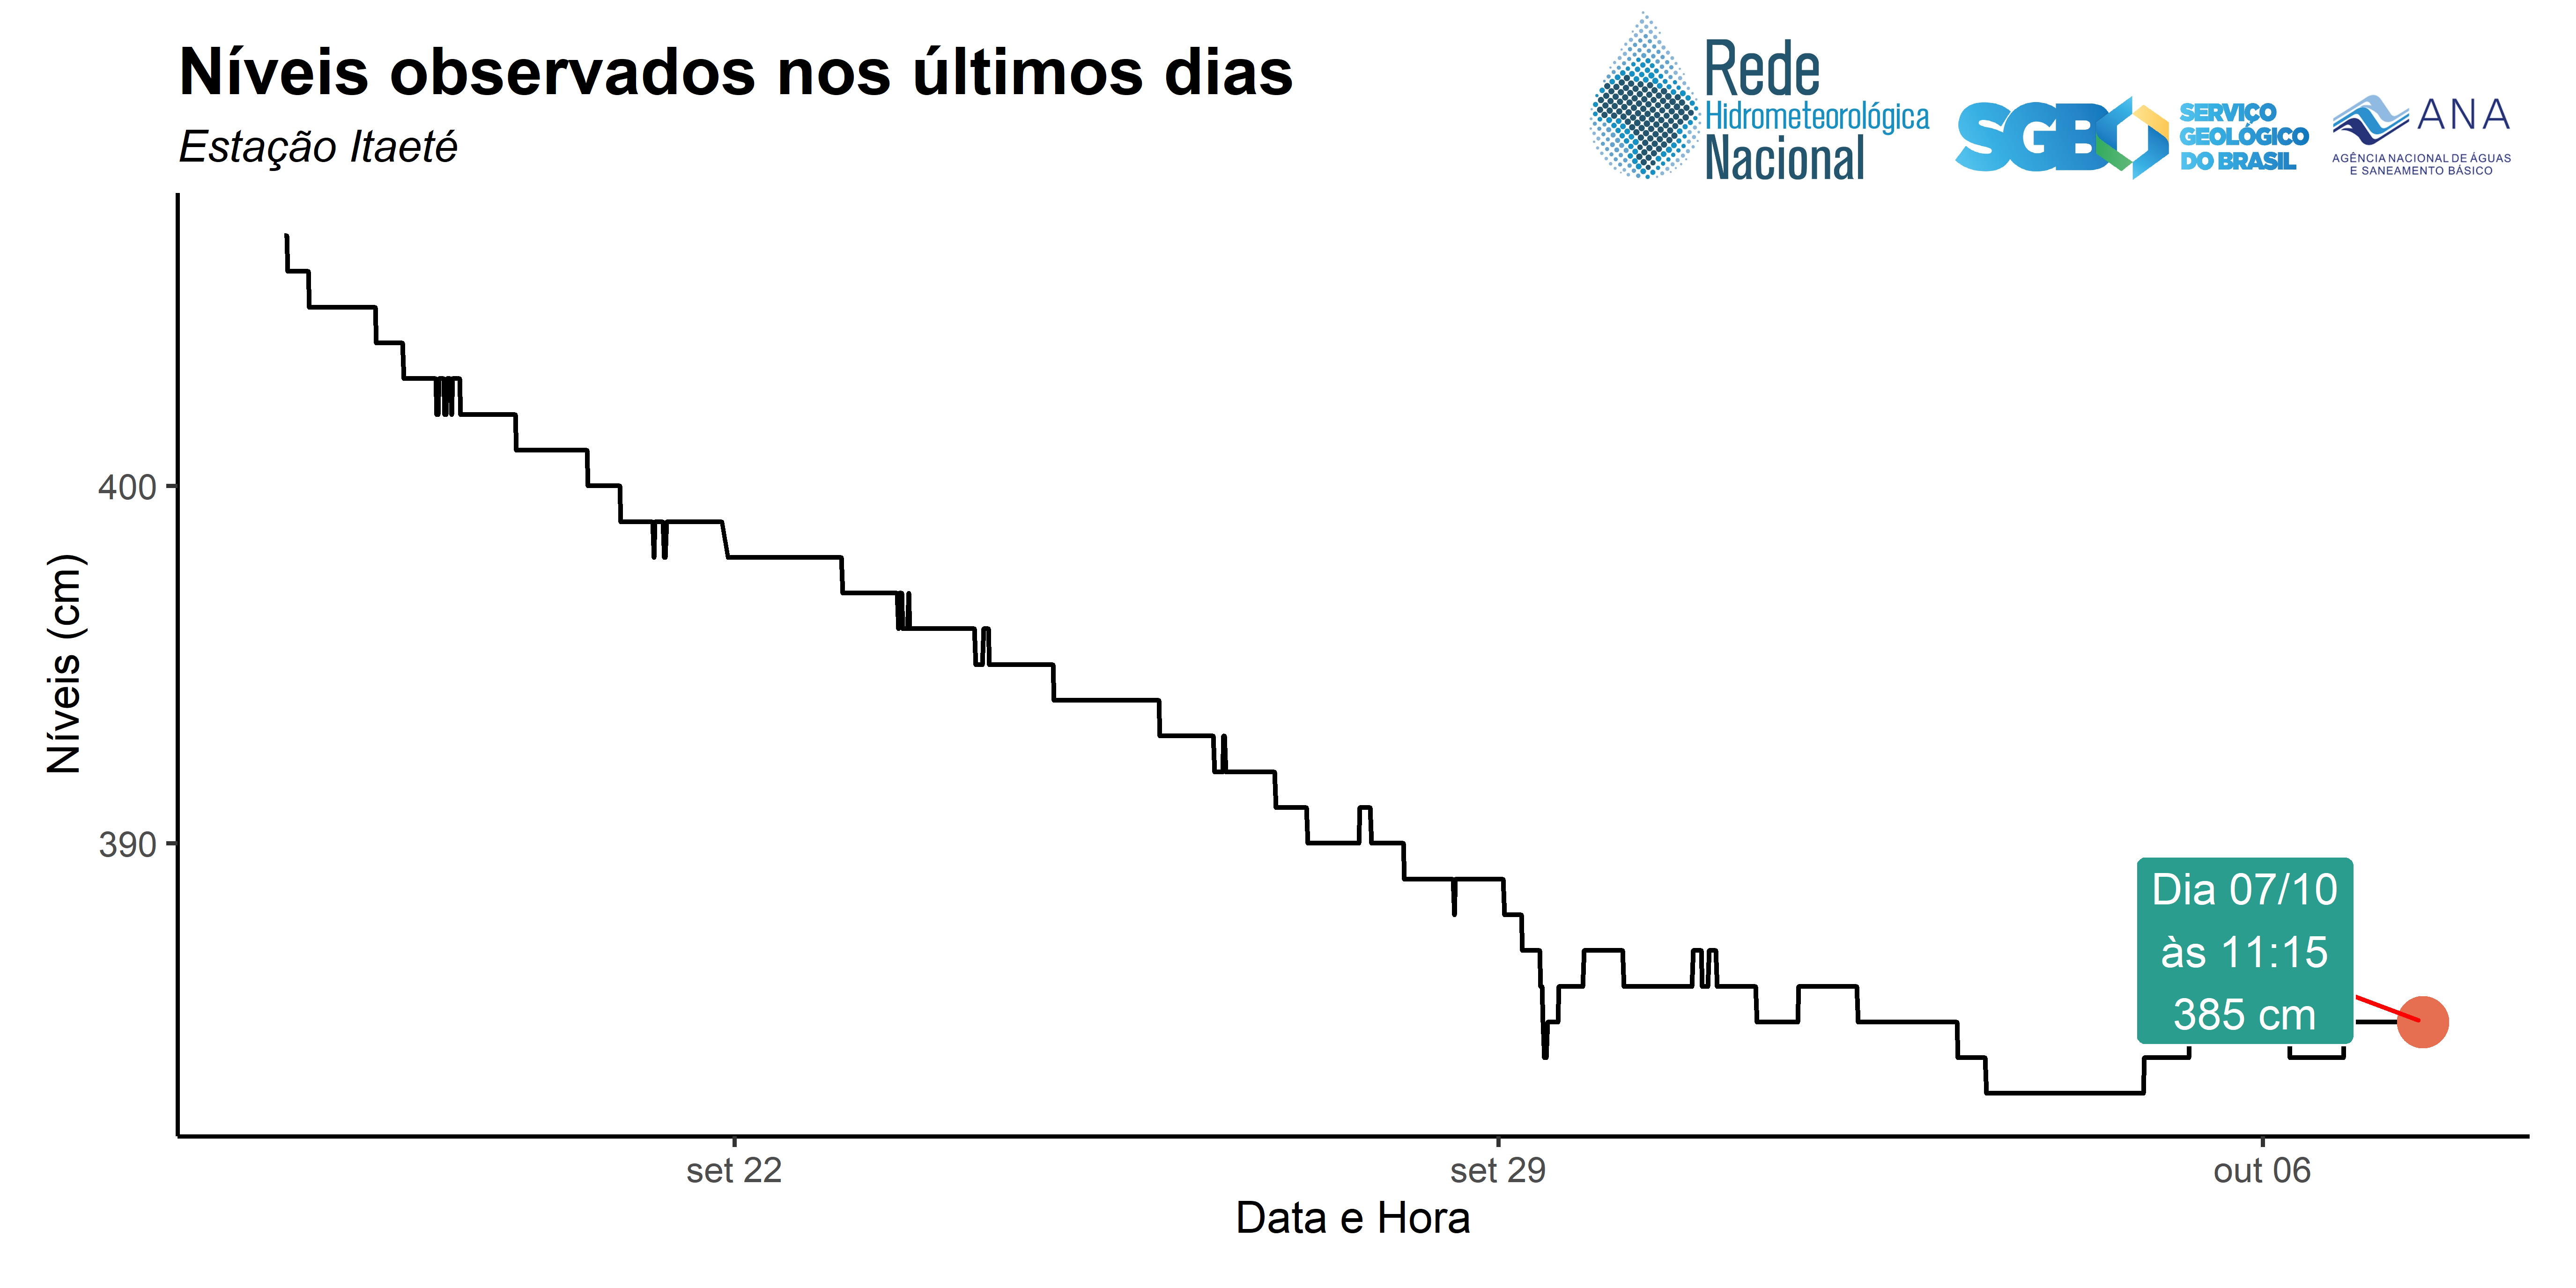 Níveis observados nos últimos dias
Estação Itaeté
Rede
Hidrometeorológica
Nacional
SGB
SERVIÇO
GEOLÓGICO
DO BRASIL
ANA
AGÊNCIA NACIONAL DE ÁGUAS
E SANEAMENTO BÁSICO
Níveis (cm)
400
390
Dia 07/10
às 11:15
385 cm
set 22
set 29
out 06
Data e Hora